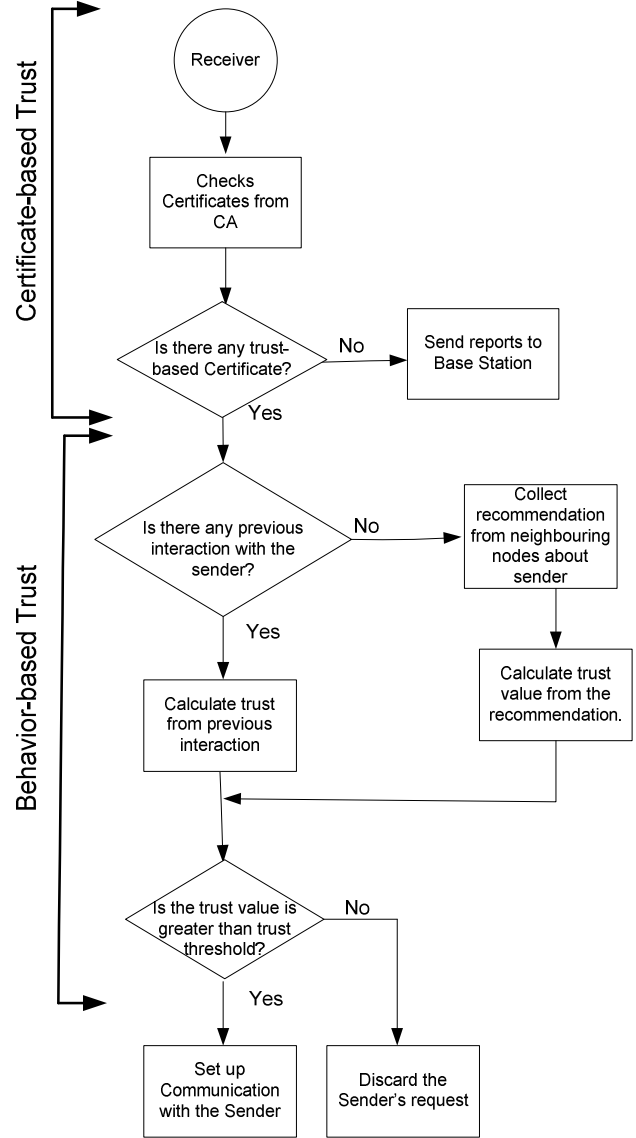 Certificate-based Trust
Receiver
Checks
Certificates from
CA
Is there any trust-
based Certificate?
No
Send reports to
Base Station
Yes
Behavior-based Trust
Is there any previous
interaction with the
sender?
No
Collect
recommendation
from neighbouring
nodes about
sender
Yes
Calculate trust
from previous
interaction
Calculate trust
value from the
recommendation.
Is the trust value is
greater than trust
threshold?
No
Yes
Set up
Communication
with the Sender
Discard the
Sender's request